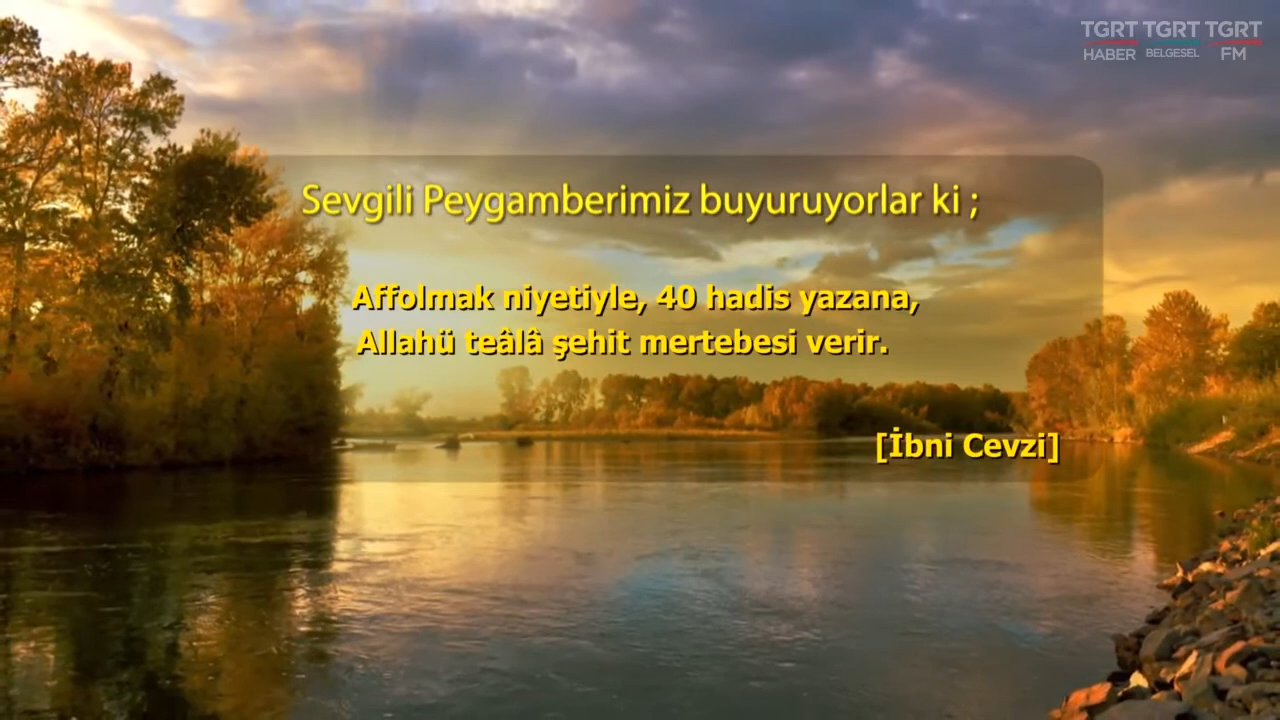 TGRT HABER TGRT BELGESEL TGRT FM
Sevgili Peygamberimiz buyuruyorlar ki ;
Affolmak niyetiyle, 40 hadis yazana,
Allahü teâlâ şehit mertebesi verir.
[İbni Cevzi]